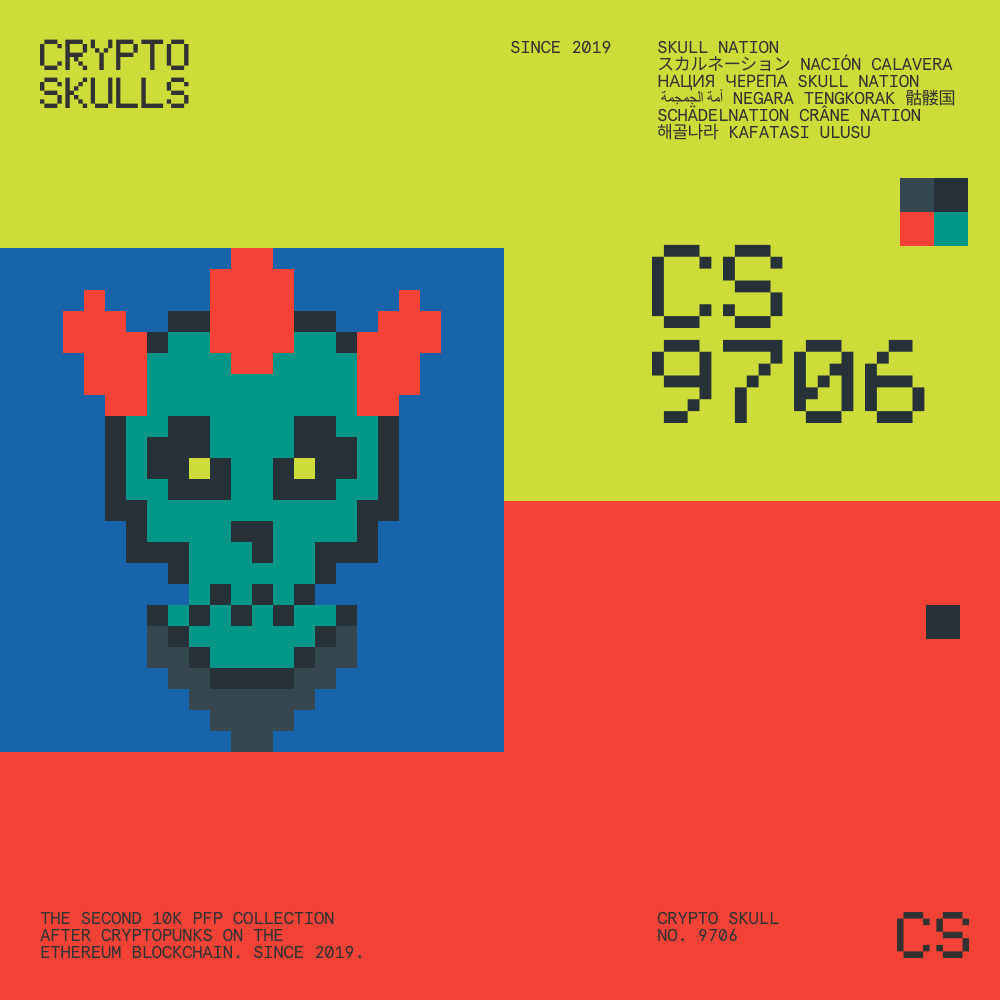 CRYPTO
SKULLS
SINCE 2019
SKULL NATION
スカルネーション NACIÓN CALAVERA
НАЦИЯ ЧЕРЕПА SKULL NATION
أمة الجمجمة NEGARA TENGKORAK 骷髅国
SCHÄDELNATION CRÂNE NATION
해골나라 KAFATASI ULUSU
CS
9706
THE SECOND 10K PFP COLLECTION
AFTER CRYPTOPUNKS ON THE
ETHEREUM BLOCKCHAIN. SINCE 2019.
CRYPTO SKULL
NO. 9706
CS